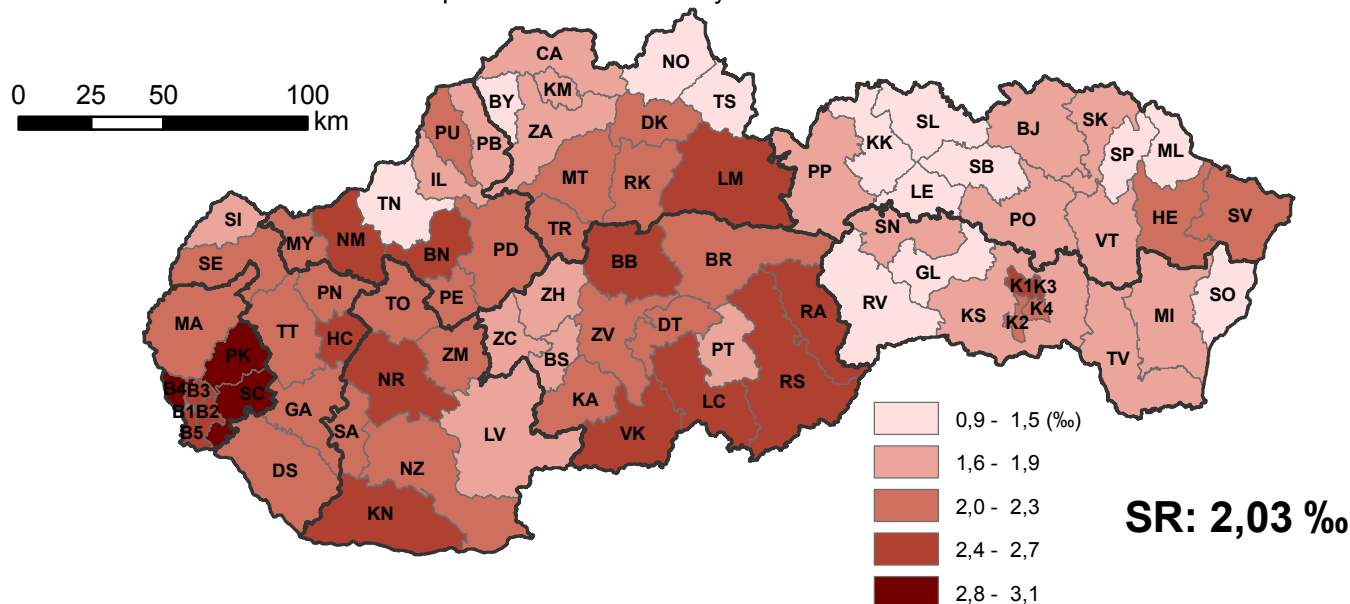 0 25 50 100
km
CA
NO
KM
BY
TS
PU
PB
ZA
DK
SL
BJ
SK
KK
SP
ML
SB
IL
MT
RK
LM
PP
LE
TN
SI
PO
HE
SV
TR
SN
MY
NM
BN
PD
VT
SE
BB
BR
GL
PN
TO
PE
ZH
RV
K1K3
SO
MA
TT
RA
K4
K2
KS
MI
HC
ZM
ZC
ZV
DT
PT
PK
BS
TV
NR
RS
B4B3
SC
GA
KA
LC
B1B2
B5
SA
LV
VK
DS
NZ
KN
0,9 - 1,5 (‰)
1,6 - 1,9
2,0 - 2,3
2,4 - 2,7
2,8 - 3,1
SR: 2,03 ‰